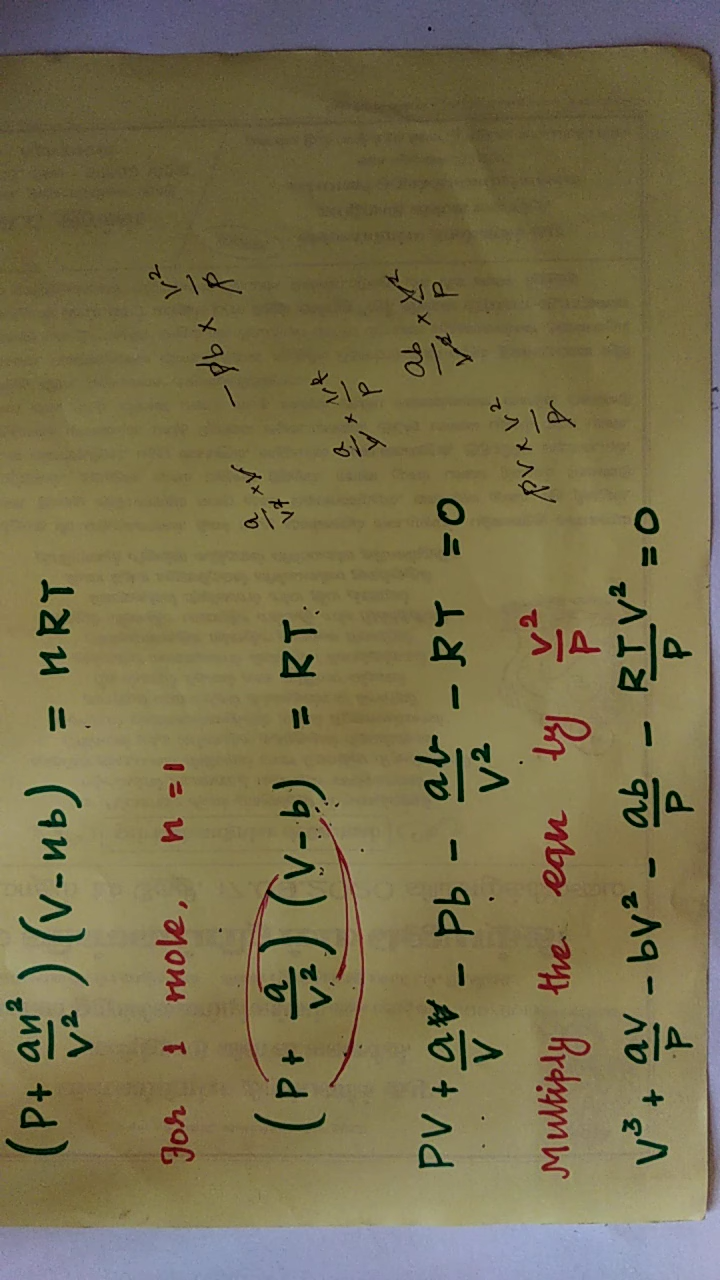 (P + an²/V²) (V - nb) = nRT
For 1 mole, n = 1
(P + a/V²) (V - b) = RT
a/V² × V
- Pb × V²/P
a/V × V²/P
ab/V² × V²/P
PV × V²/P
PV + a/V - Pb - ab/V² - RT = 0
Multiply the eqn by V²/P
V³ + aV/P - bV² - ab/P - RTV²/P = 0